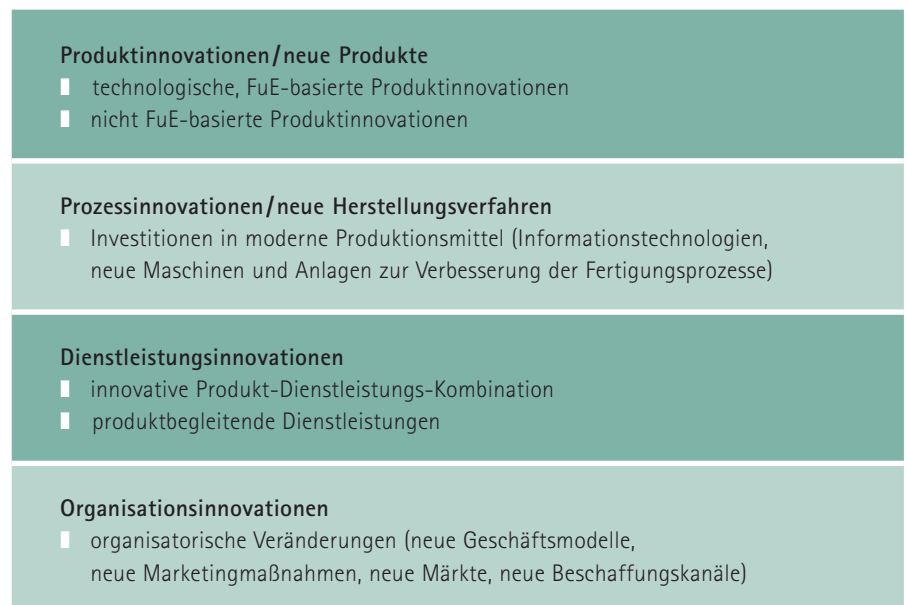 Produktinnovationen/neue Produkte
technologische, FuE-basierte Produktinnovationen
nicht FuE-basierte Produktinnovationen
Prozessinnovationen/neue Herstellungsverfahren
Investitionen in moderne Produktionsmittel (Informationstechnologien,
neue Maschinen und Anlagen zur Verbesserung der Fertigungsprozesse)
Dienstleistungsinnovationen
innovative Produkt-Dienstleistungs-Kombination
produktbegleitende Dienstleistungen
Organisationsinnovationen
organisatorische Veränderungen (neue Geschäftsmodelle,
neue Marketingmaßnahmen, neue Märkte, neue Beschaffungskanäle)